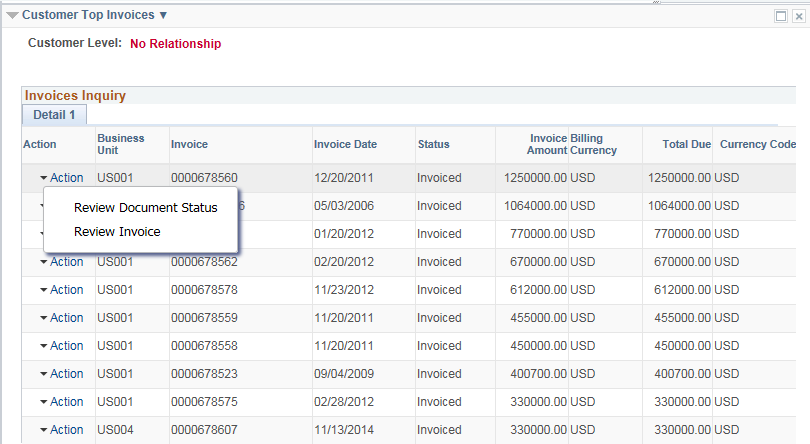 Customer Top Invoices
Customer Level: No Relationship
Invoices Inquiry
Detail 1
Action Business Unit Invoice Invoice Date Status Invoice Amount Billing Currency Total Due Currency Code
Action US001 0000678560 12/20/2011 Invoiced 1250000.00 USD 1250000.00 USD
Review Document Status
6 05/03/2006 Invoiced 1064000.00 USD 1064000.00 USD
Review Invoice
01/20/2012 Invoiced 770000.00 USD 770000.00 USD
Action US001 0000678562 02/20/2012 Invoiced 670000.00 USD 670000.00 USD
Action US001 0000678578 11/23/2012 Invoiced 612000.00 USD 612000.00 USD
Action US001 0000678559 11/20/2011 Invoiced 455000.00 USD 455000.00 USD
Action US001 0000678558 11/20/2011 Invoiced 450000.00 USD 450000.00 USD
Action US001 0000678523 09/04/2009 Invoiced 400700.00 USD 400700.00 USD
Action US001 0000678575 02/28/2012 Invoiced 330000.00 USD 330000.00 USD
Action US004 0000678607 11/13/2014 Invoiced 330000.00 USD 330000.00 USD